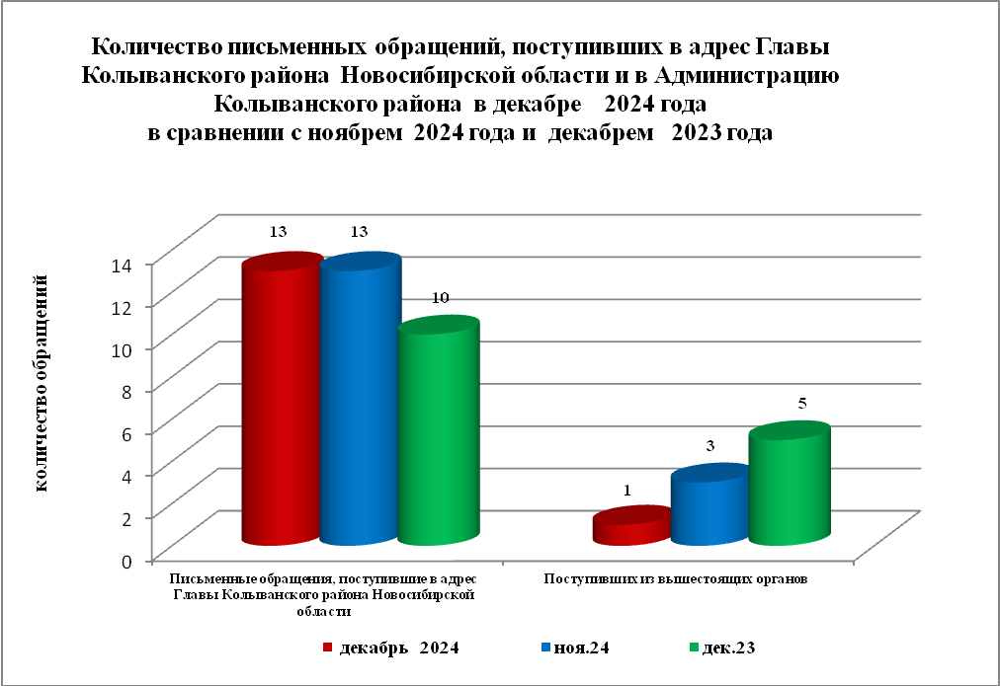 Количество письменных обращений, поступивших в адрес Главы
Колыванского района Новосибирской области и в Администрацию
Колыванского района в декабре 2024 года
в сравнении с ноябрем 2024 года и декабрем 2023 года
количество обращений
14
12
10
8
6
4
2
0
13
13
10
1
3
5
Письменные обращения, поступившие в адрес
Главы Колыванского района Новосибирской
области
Поступивших из вышестоящих органов
декабрь 2024
ноя.24
дек.23